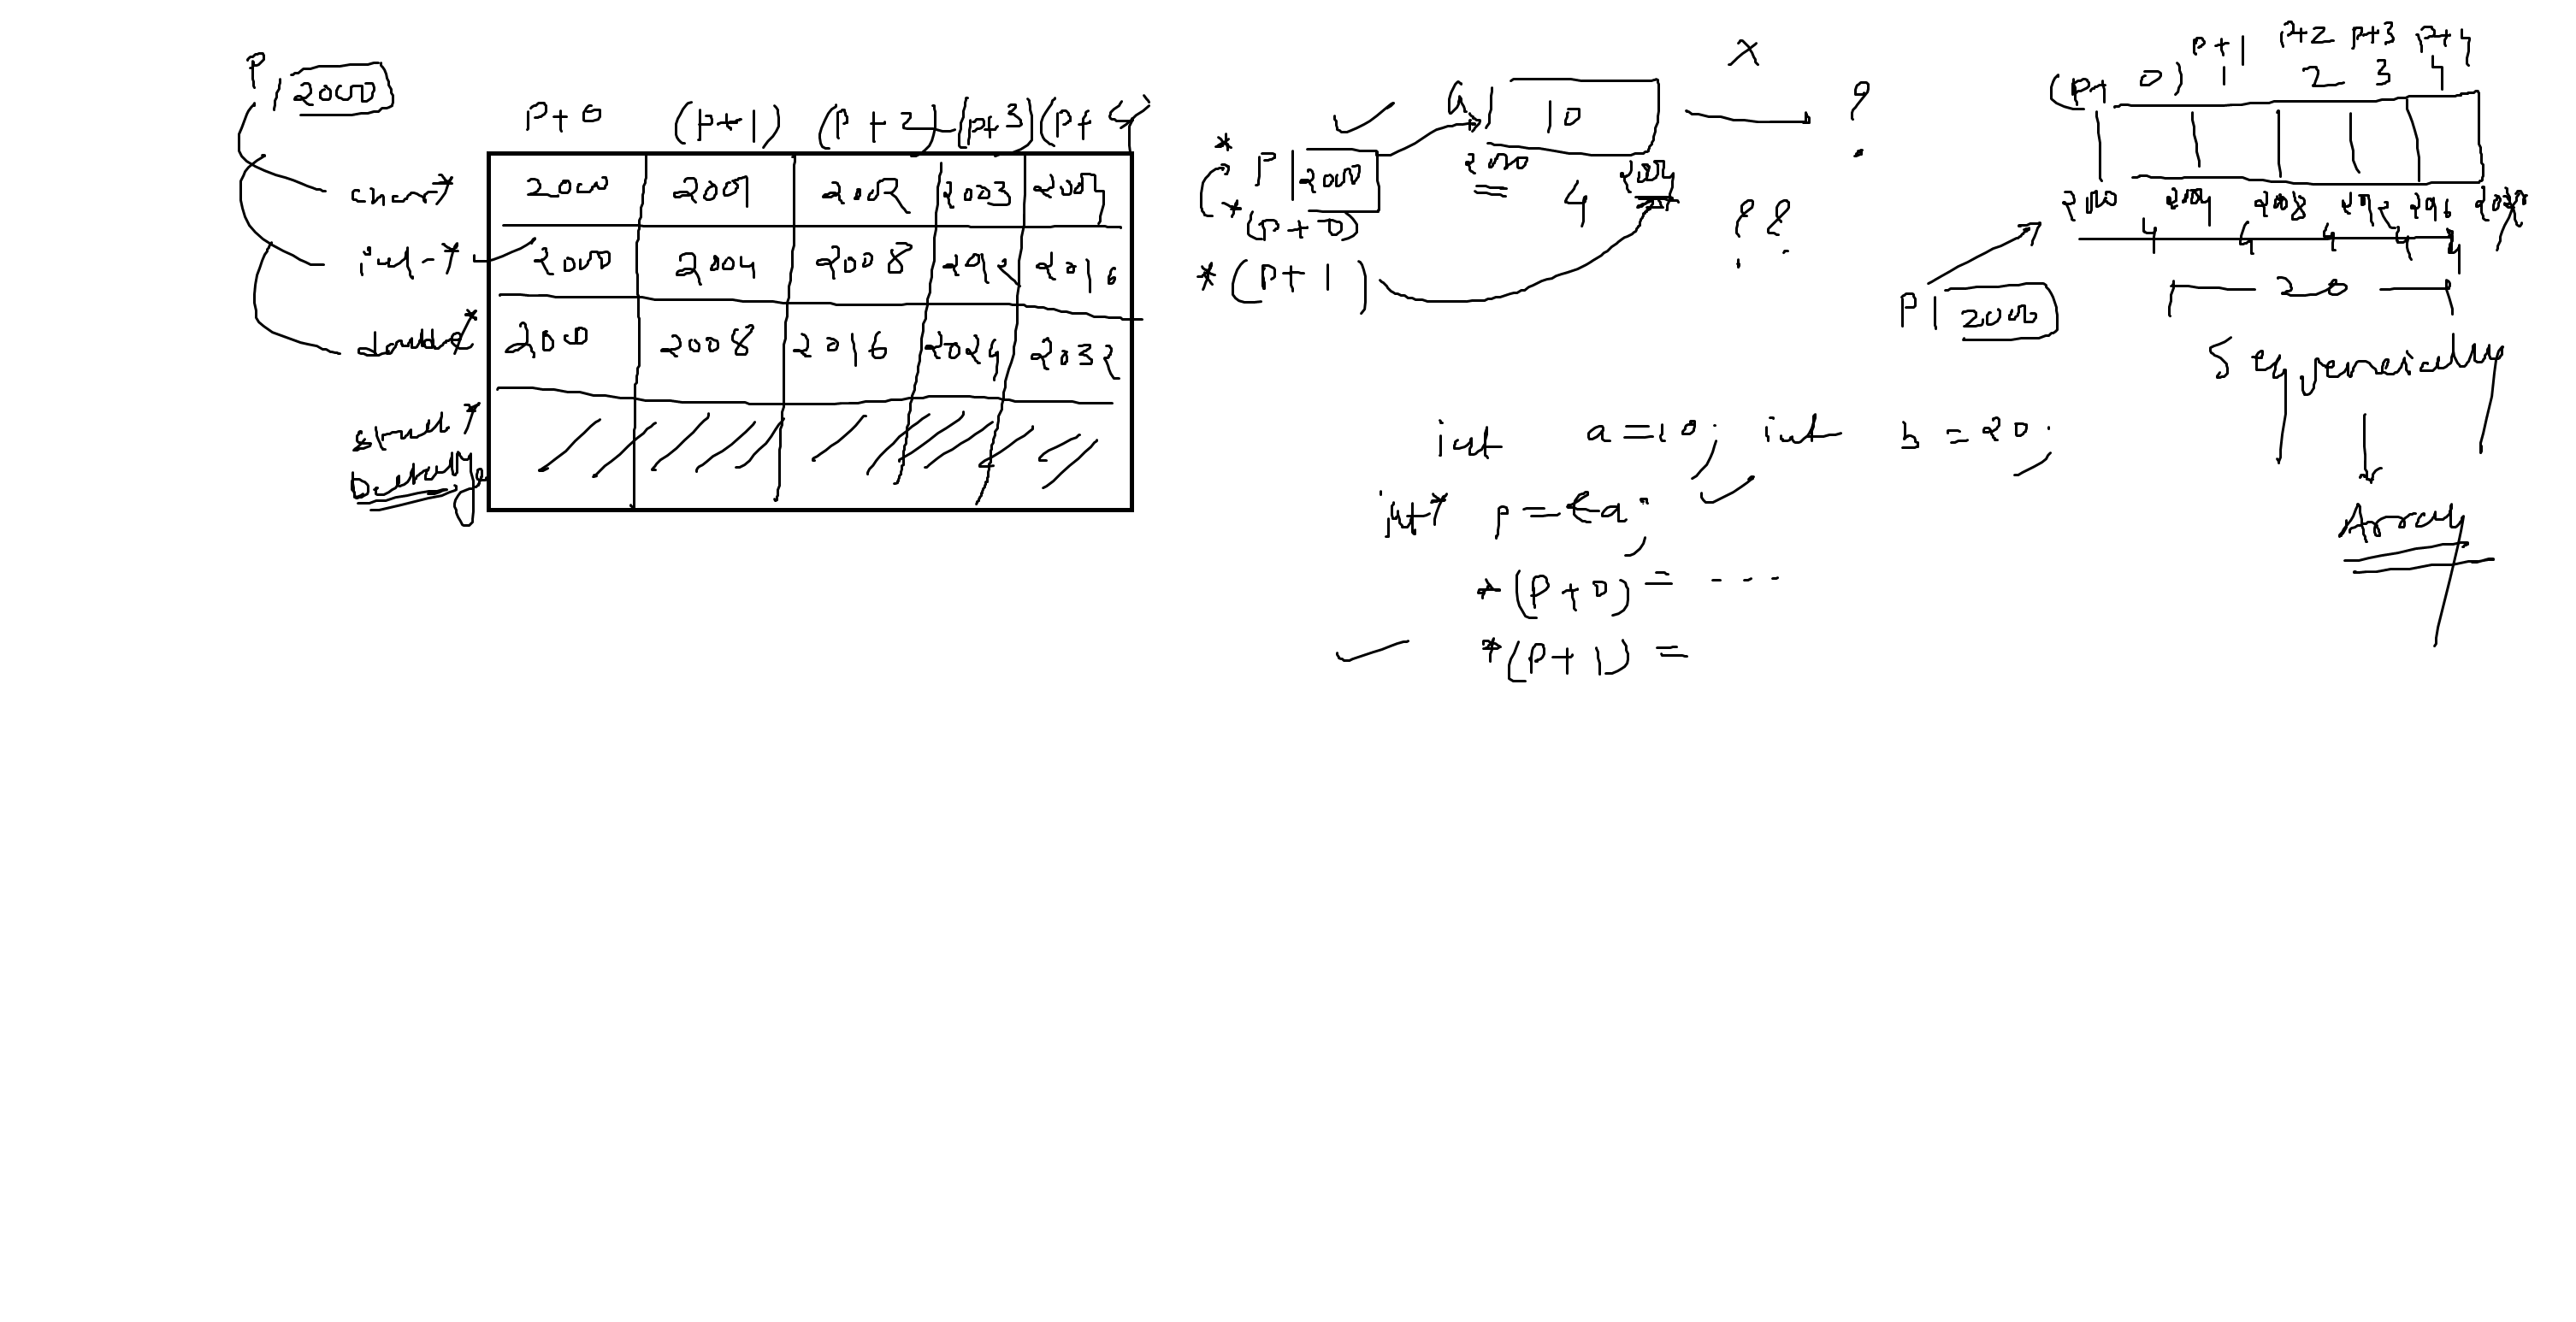 P
2000
P+0 (P+1) (P+2) (P+3) (P+4)
char* 2000 2001 2002 2003 2004
int-* 2000 2004 2008 2012 2016
double* 2000 2008 2016 2024 2032
struct*
Datatype
X
a 10 ?
* P 2000
2000 4 2004
*(P+0)
??
*(P+1)
(P+0) P+1 P+2 P+3 P+4
1 2 3 4
2000 2004 2008 2012 2016 2020
4 4 4 4 4
P 2000
20
Sequencially
Array
int a=10; int b=20;
int* p=&a;
*(P+0)= ...
*(P+1)=